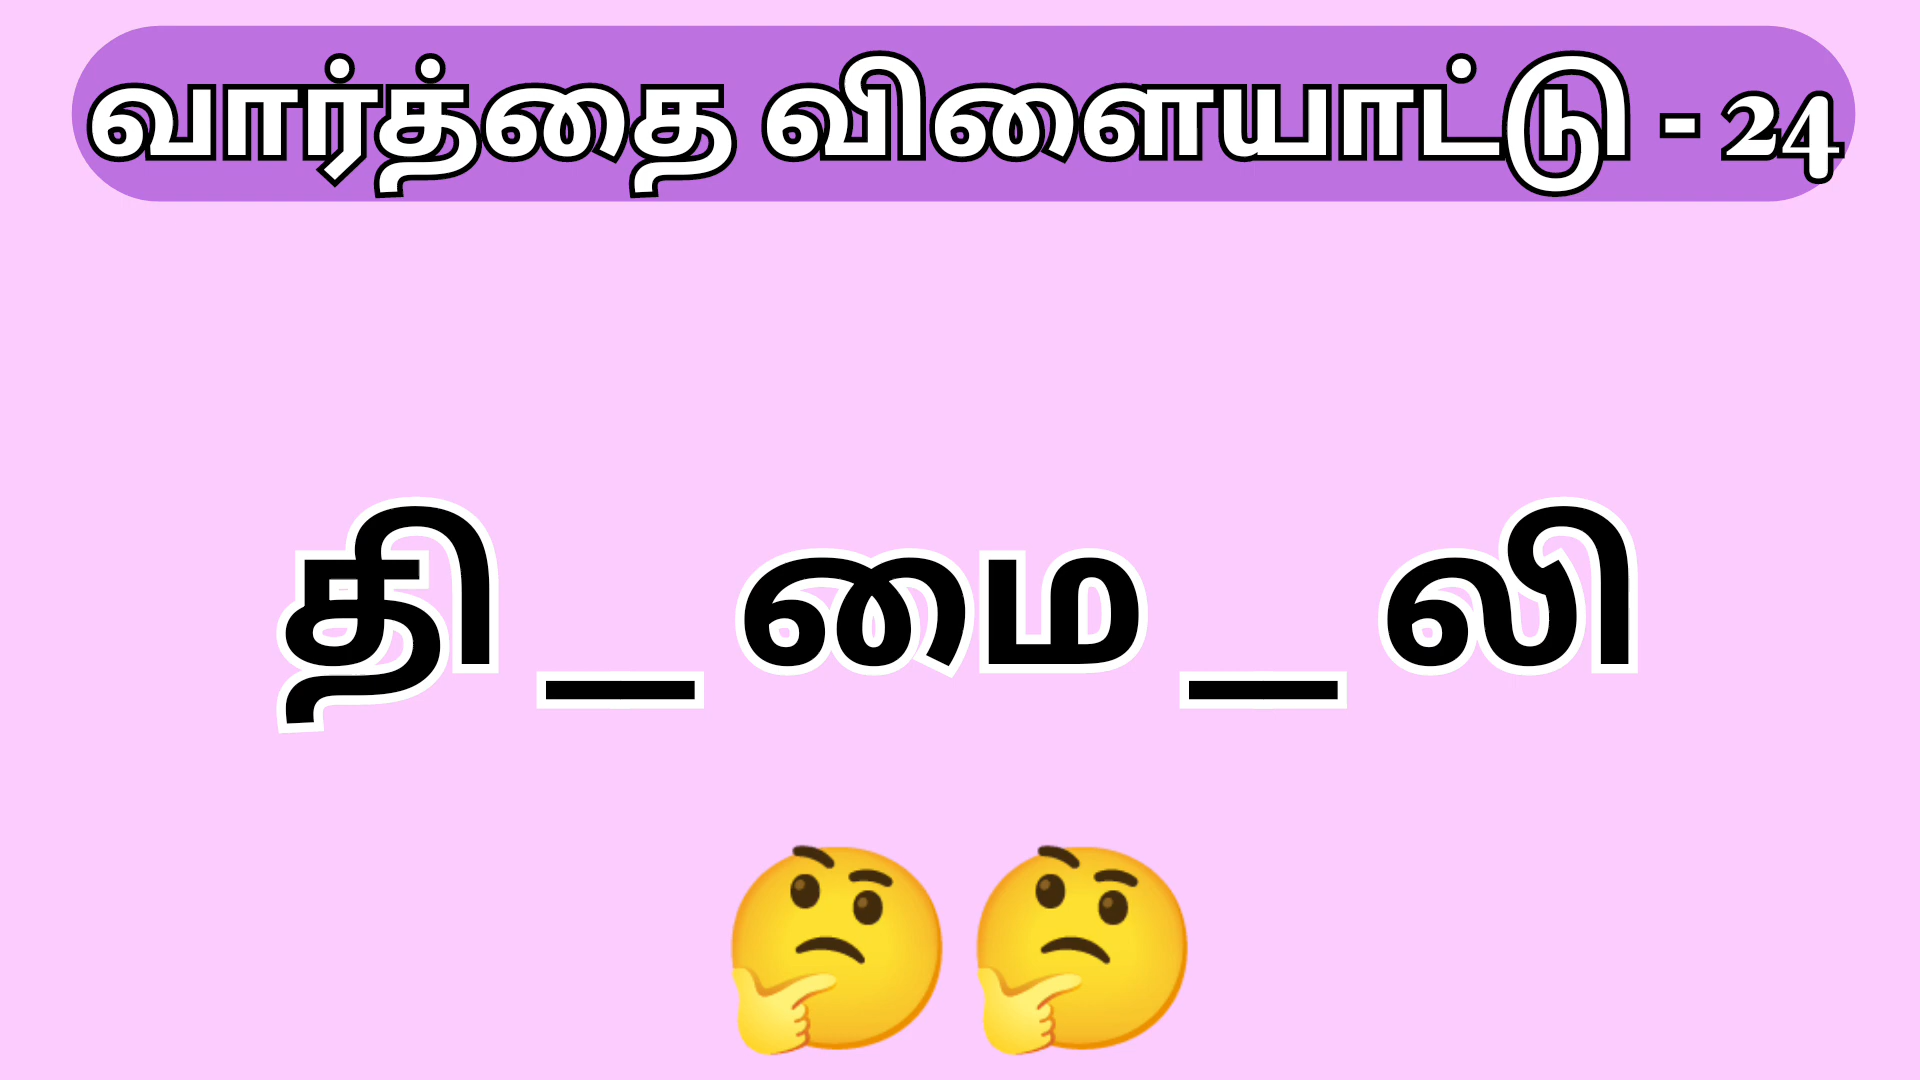 வார்த்தை விளையாட்டு - 24
தி _ மை _ லி